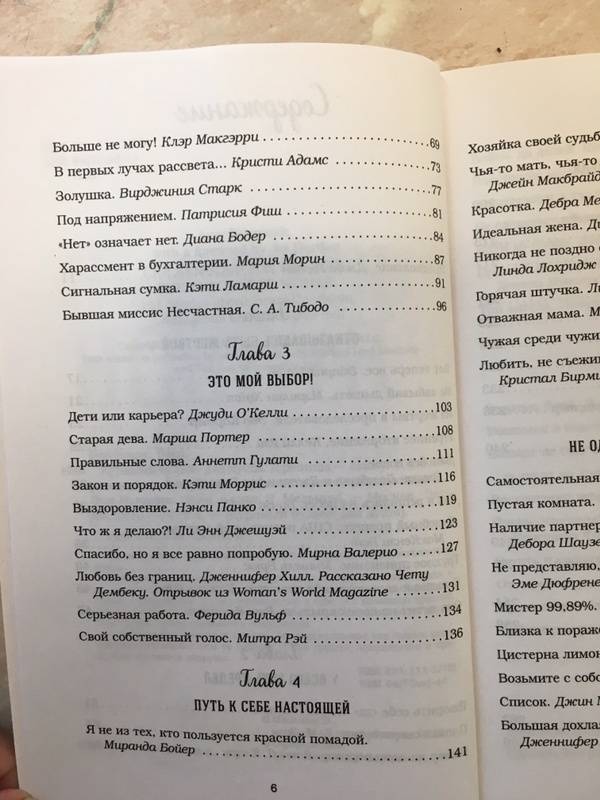 Больше не могу! Клэр Макгэрри 69
В первых лучах рассвета... Кристи Адамс 73
Золушка. Вирджиния Старк 77
Под напряжением. Патрисия Фиш 81
«Нет» означает нет. Диана Бодер 84
Харассмент в бухгалтерии. Мария Морин 87
Сигнальная сумка. Кэти Ламарш 91
Бывшая миссис Несчастная. С. А. Тибодо 96
Глава 3
ЭТО МОЙ ВЫБОР!
Дети или карьера? Джуди О'Келли 103
Старая дева. Марша Портер 108
Правильные слова. Аннетт Гулати 111
Закон и порядок. Кэти Моррис 116
Выздоровление. Нэнси Панко 119
Что ж я делаю?! Ли Энн Джешуэй 123
Спасибо, но я все равно попробую. Мирна Валерио 127
Любовь без границ. Дженнифер Хилл. Рассказано Чету
Дембеку. Отрывок из Woman's World Magazine 131
Серьезная работа. Ферида Вульф 134
Свой собственный голос. Митра Рэй 136
Глава 4
ПУТЬ К СЕБЕ НАСТОЯЩЕЙ
Я не из тех, кто пользуется красной помадой.
Миранда Бойер 141
6
Хозяйка своей судьб
Чья-то мать, чья-то
Джейн Макбрайд
Красотка. Дебра Ме
Идеальная жена. Ди
Никогда не поздно
Линда Лохридж
Горячая штучка. Ли
Отважная мама. М
Чужая среди чужи
Любить, не съежи
Кристал Бирми
НЕ ОД
Самостоятельная
Пустая комната.
Наличие партнер
Дебора Шаузе
Не представляю,
Эме Дюфрене
Мистер 99,89%.
Близка к пораже
Цистерна лимон
Возьмите с собо
Список. Джин М
Большая дохла
Дженнифер